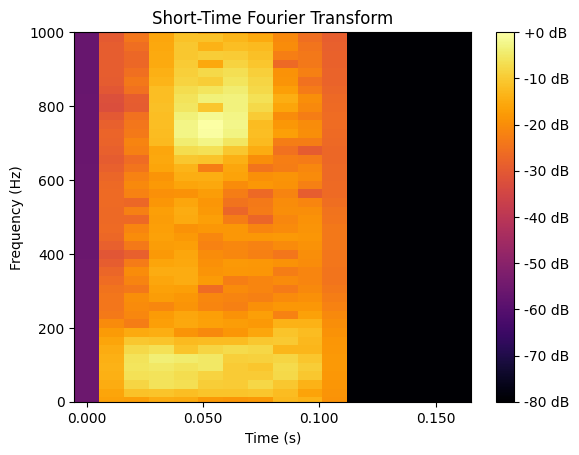 Short-Time Fourier Transform
1000
800
600
400
200
0
Frequency (Hz)
0.000
0.050
0.100
0.150
Time (s)
+0 dB
-10 dB
-20 dB
-30 dB
-40 dB
-50 dB
-60 dB
-70 dB
-80 dB